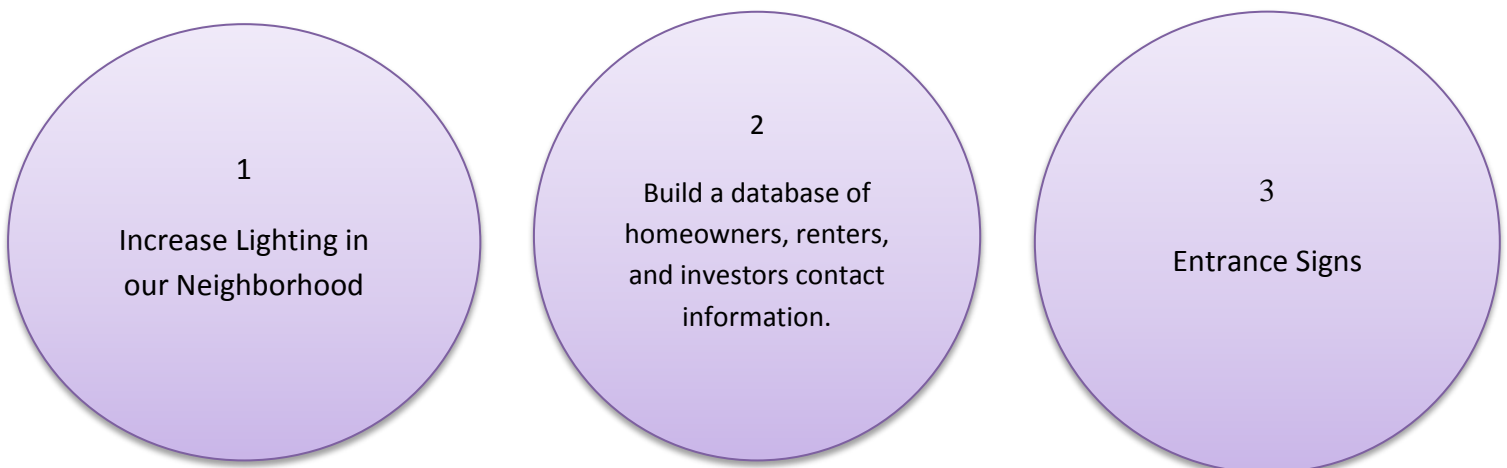 1
Increase Lighting in
our Neighborhood
2
Build a database of
homeowners, renters,
and investors contact
information.
3
Entrance Signs